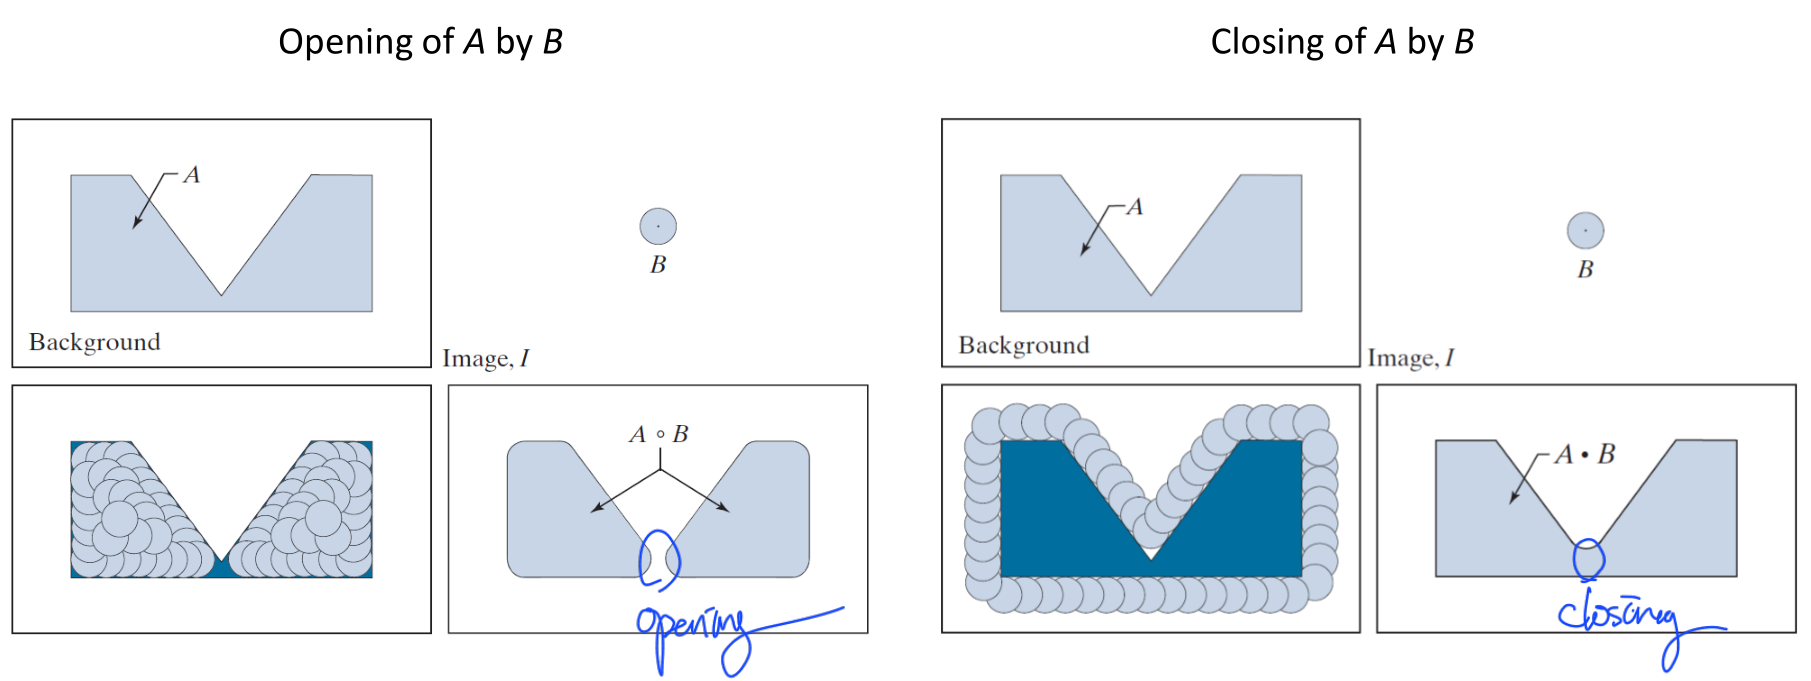 Opening of A by B
A
Background
B
Image, I
A ∘ B
opening
Closing of A by B
A
Background
B
Image, I
A • B
closing